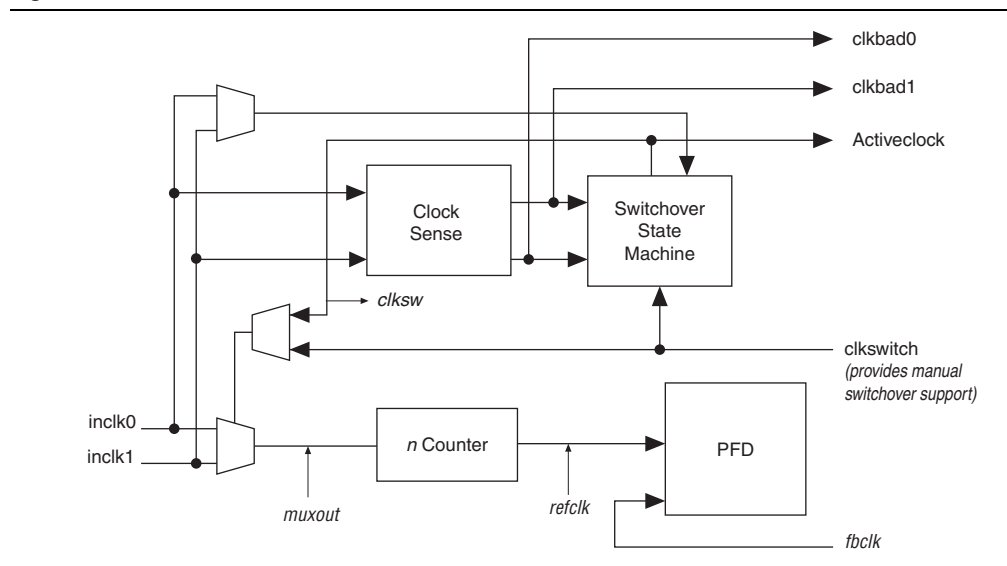 clkbad0
clkbad1
Activeclock
Clock
Sense
Switchover
State
Machine
clksw
clkswitch
(provides manual
switchover support)
inclk0
inclk1
n Counter
PFD
muxout
refclk
fbclk